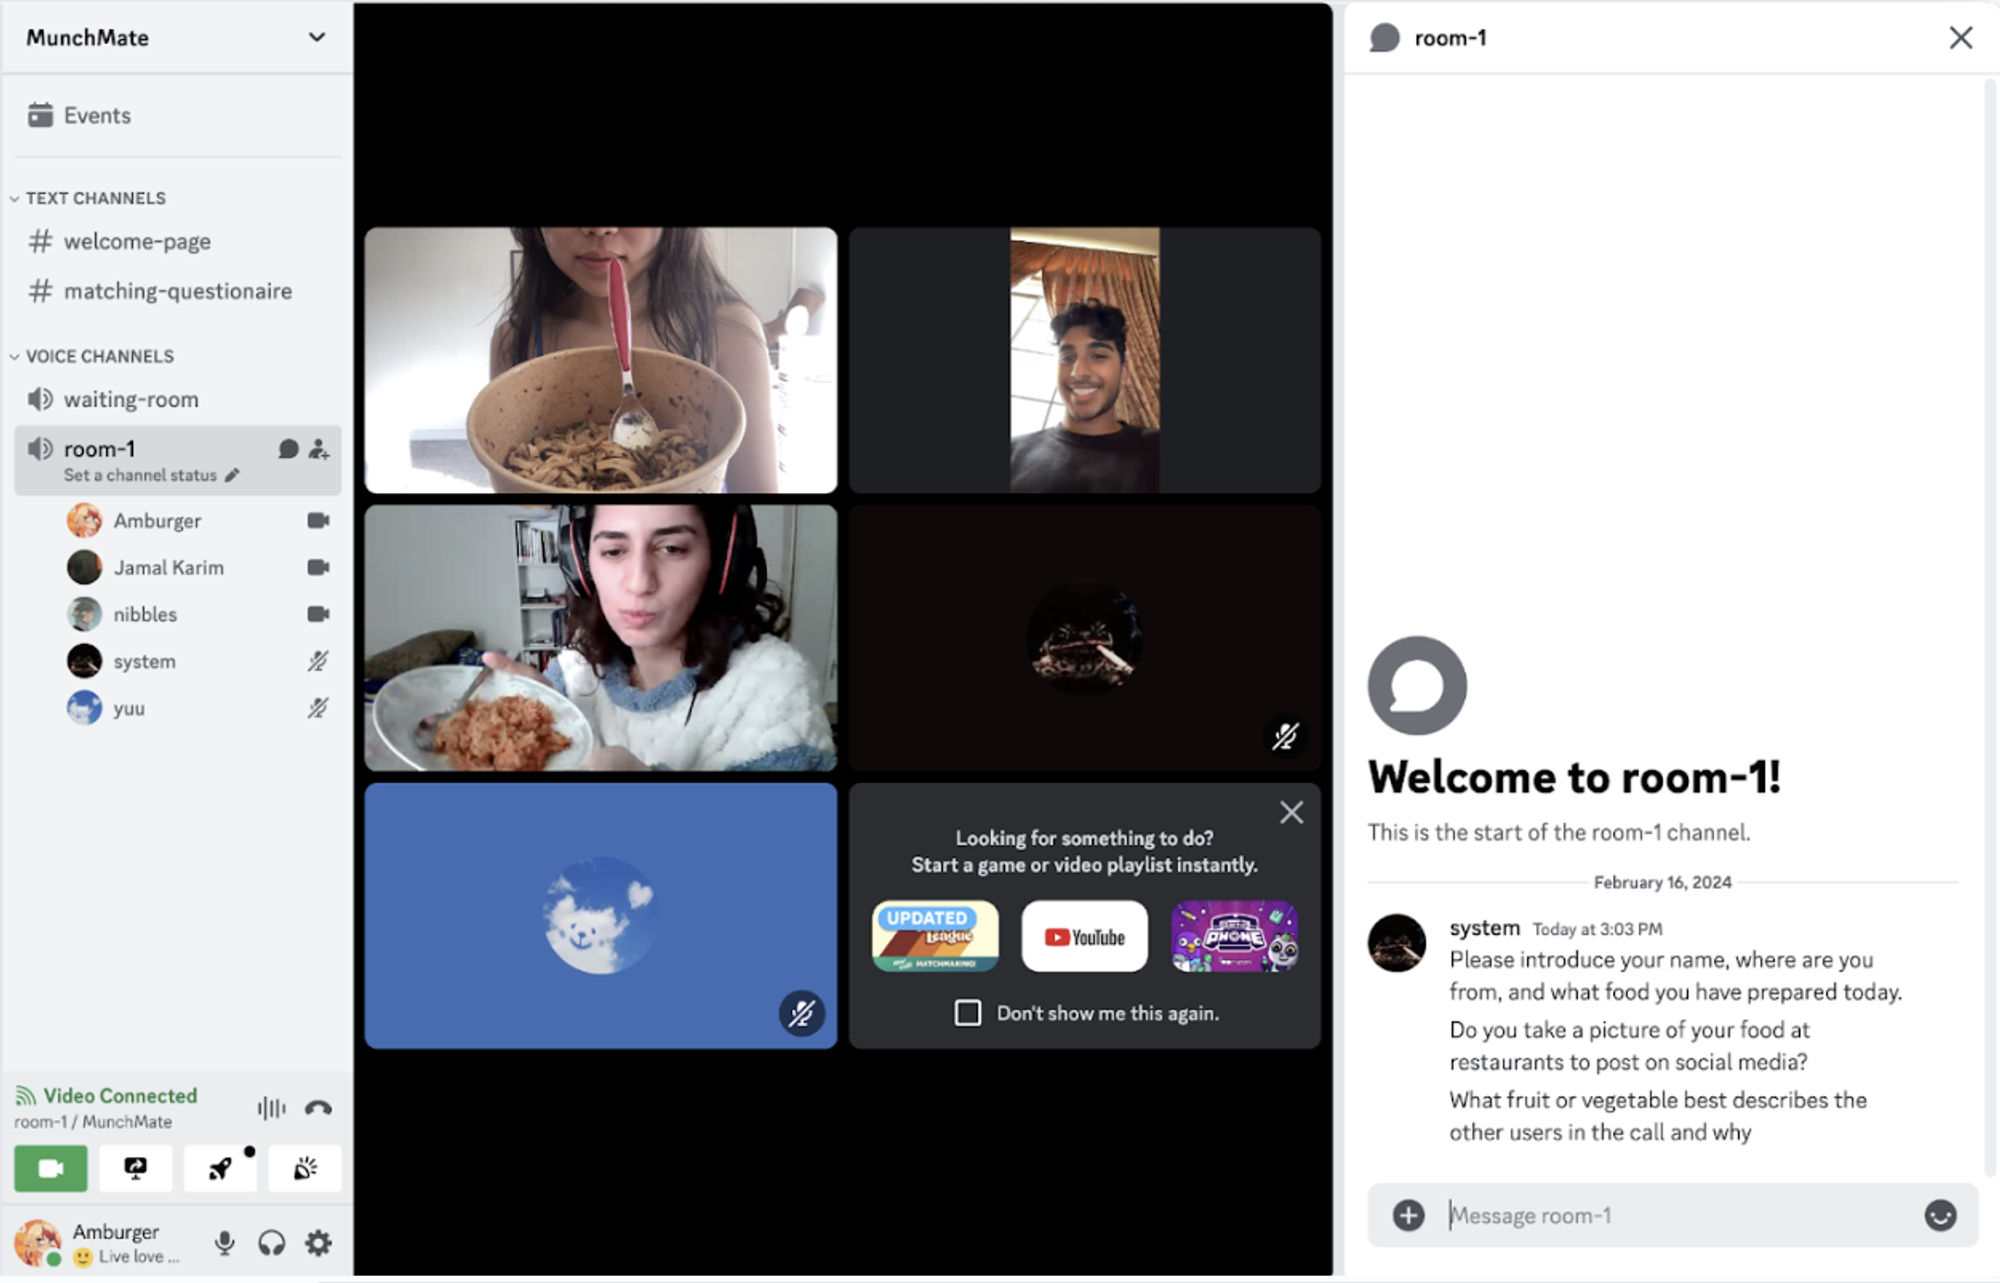 MunchMate
Events
TEXT CHANNELS
# welcome-page
# matching-questionaire
VOICE CHANNELS
waiting-room
room-1
Set a channel status
Amburger
Jamal Karim
nibbles
system
yuu
Video Connected
room-1 / MunchMate
Amburger
Live love ...
Looking for something to do?
Start a game or video playlist instantly.
UPDATED
League
MATCHMAKING!
YouTube
PHONE
Don't show me this again.
room-1
Welcome to room-1!
This is the start of the room-1 channel.
February 16, 2024
system Today at 3:03 PM
Please introduce your name, where are you
from, and what food you have prepared today.
Do you take a picture of your food at
restaurants to post on social media?
What fruit or vegetable best describes the
other users in the call and why
Message room-1